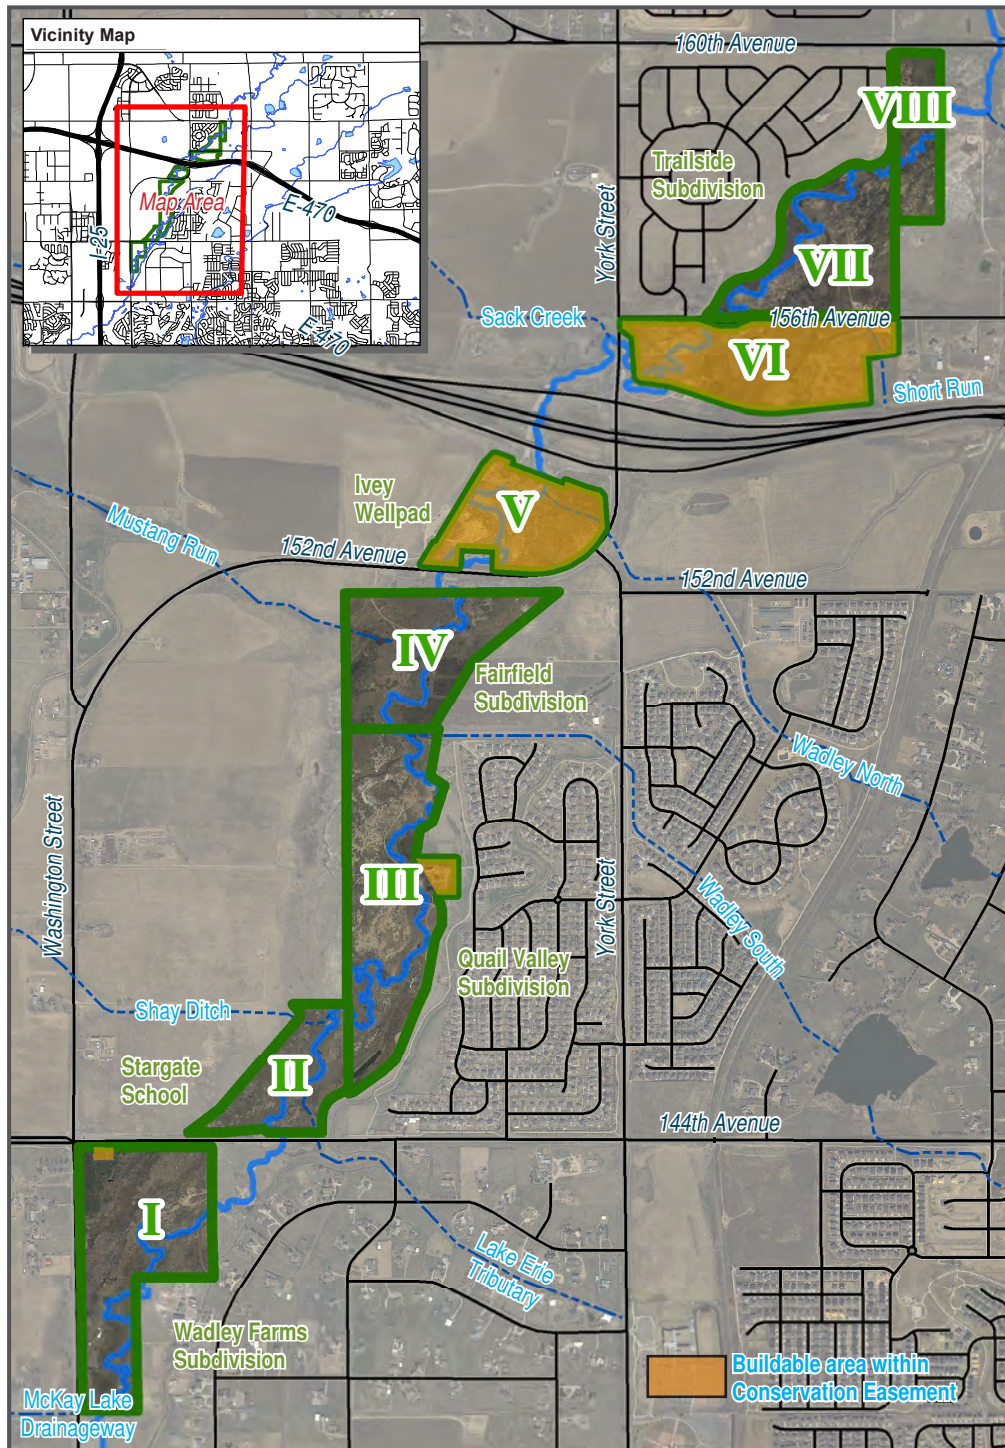 Vicinity Map
Map Area
I-25
E-470
E-470
160th Avenue
VIII
Trailside
Subdivision
York Street
VII
Sack Creek
156th Avenue
VI
Short Run
Ivey
Wellpad
V
Mustang Run
152nd Avenue
152nd Avenue
IV
Fairfield
Subdivision
Wadley North
Washington Street
III
York Street
Wadley South
Quail Valley
Subdivision
Shay Ditch
Stargate
School
II
144th Avenue
I
Lake Erie
Tributary
Wadley Farms
Subdivision
Buildable area within
Conservation Easement
McKay Lake
Drainageway